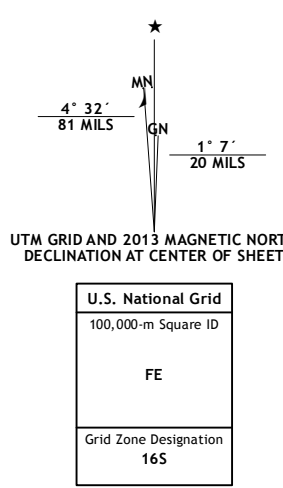 MN
4° 32´
81 MILS
GN
1° 7´
20 MILS
UTM GRID AND 2013 MAGNETIC NORT
DECLINATION AT CENTER OF SHEET
U.S. National Grid
100,000-m Square ID
FE
Grid Zone Designation
16S